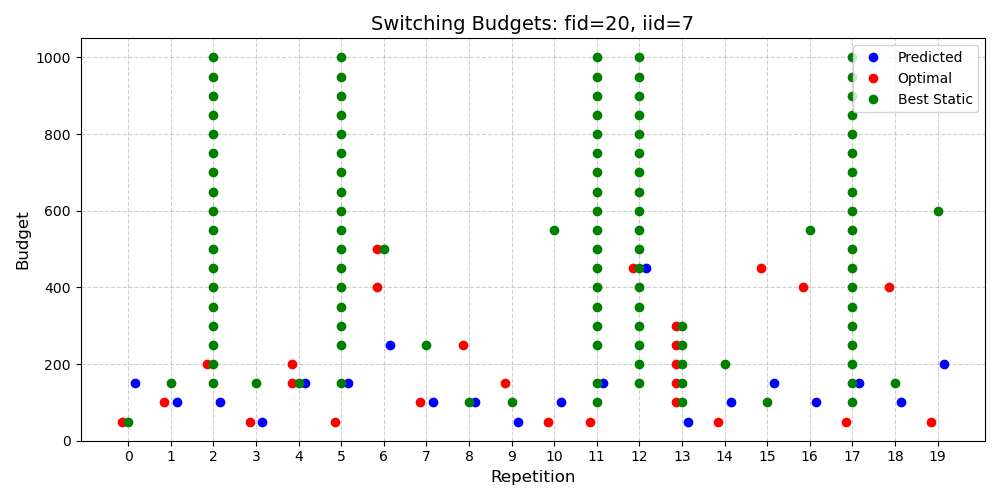 Switching Budgets: fid=20, iid=7
Predicted
Optimal
Best Static
Budget
1000
800
600
400
200
0
0 1 2 3 4 5 6 7 8 9 10 11 12 13 14 15 16 17 18 19
Repetition